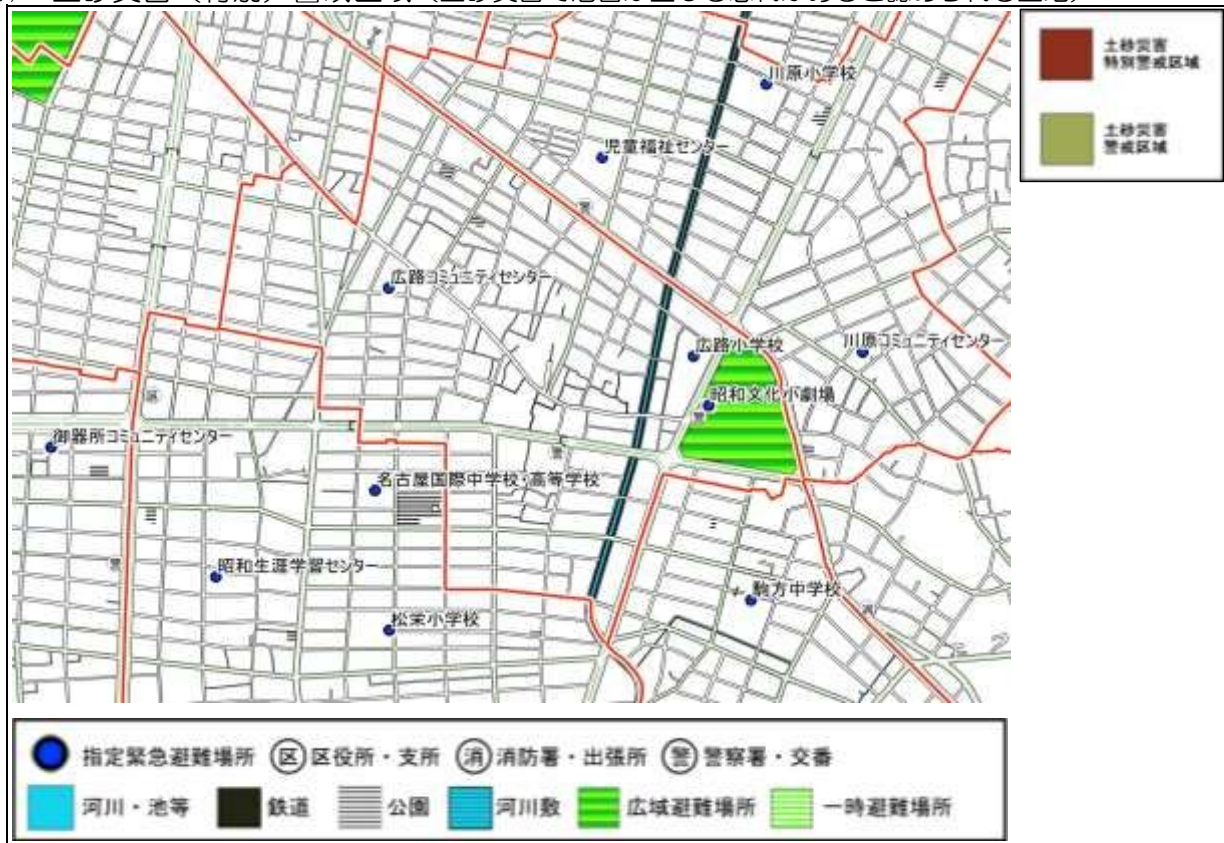 川原小学校
児童福祉センター
広路コミュニティセンター
広路小学校
川原コミュニティセンター
昭和文化小劇場
御器所コミュニティセンター
名古屋国際中学校・高等学校
昭和生涯学習センター
駒方中学校
松栄小学校
土砂災害
特別警戒区域
土砂災害
警戒区域
指定緊急避難場所 区 区役所・支所 消 消防署・出張所 警 警察署・交番
河川・池等 鉄道 公園 河川敷 広域避難場所 一時避難場所